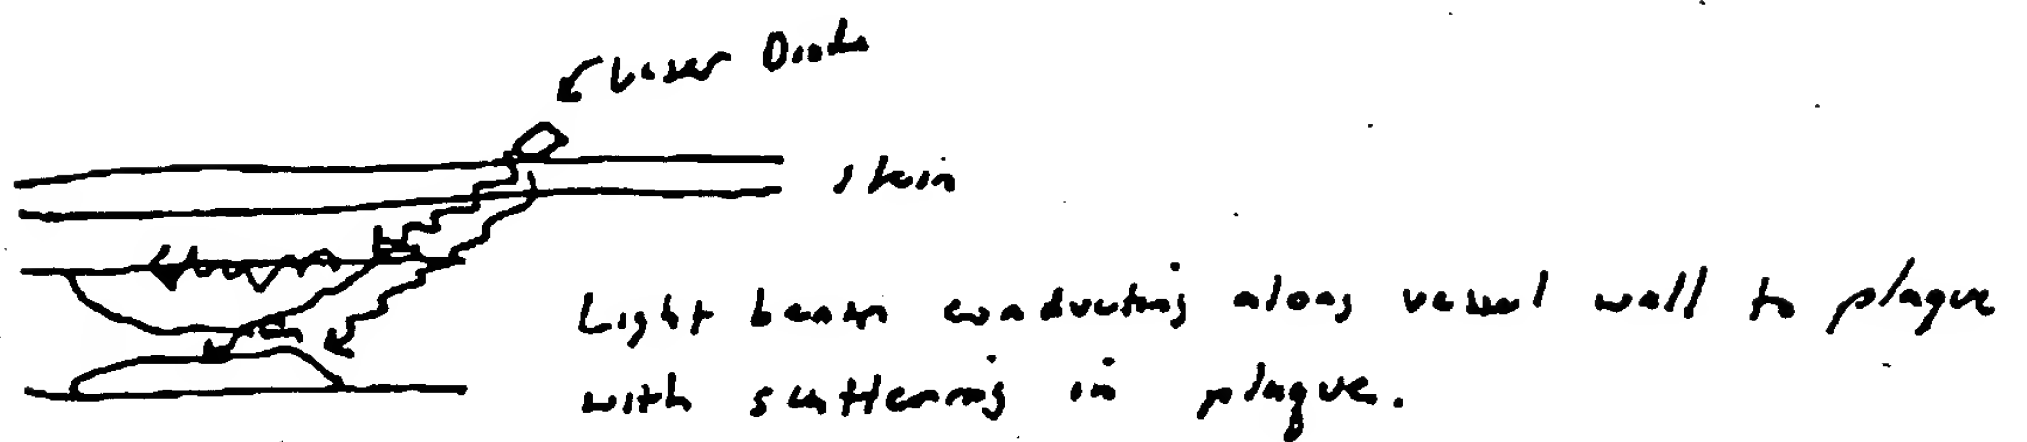 Laser Diode
skin
Light beam conducting along vessel wall to plaque
with scattering in plaque.